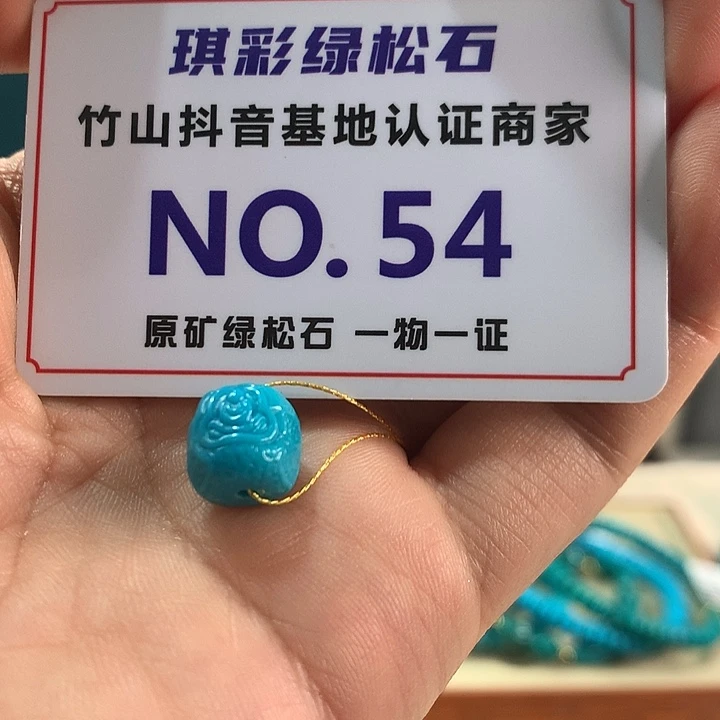 琪彩绿松石
竹山抖音基地认证商家
NO. 54
原矿绿松石 一物一证